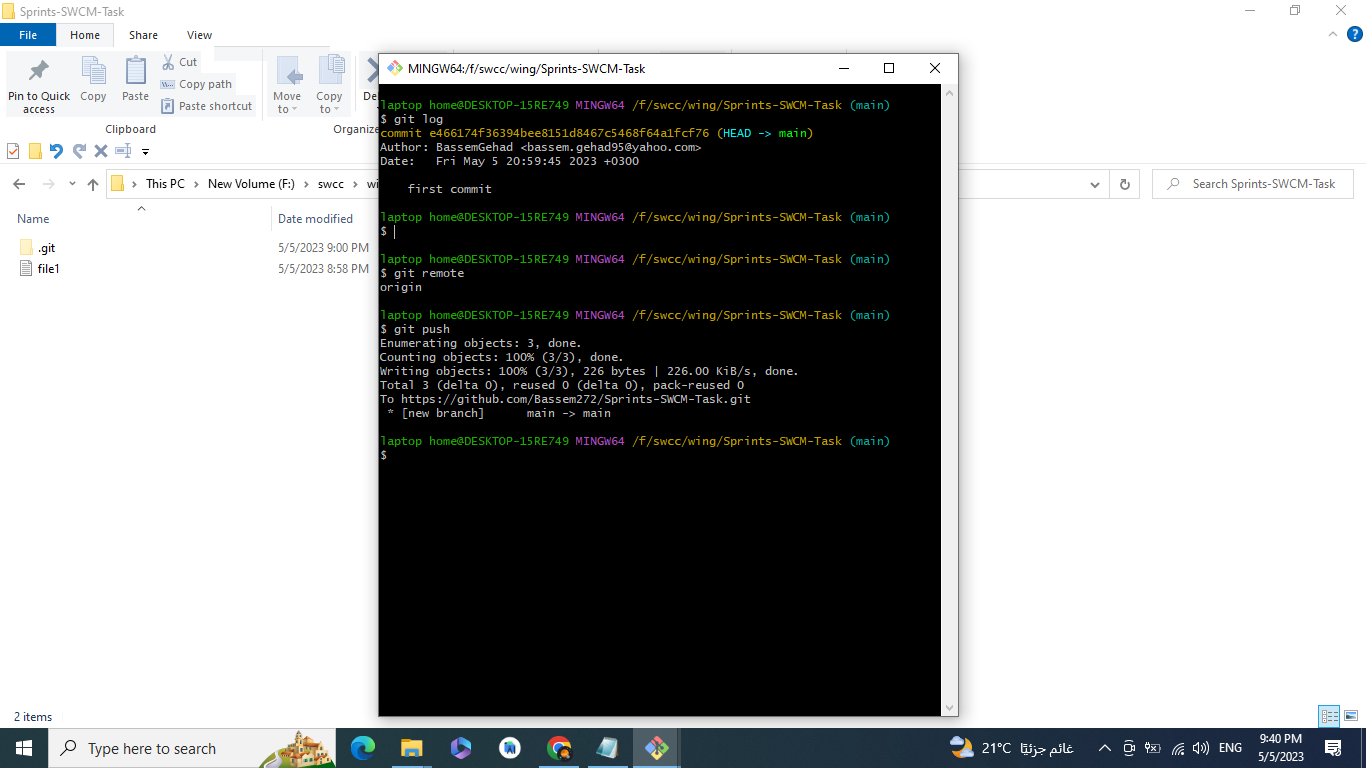 Sprints-SWCM-Task
File Home Share View
Pin to Quick access
Copy
Paste
Cut
Copy path
Paste shortcut
Clipboard
Move to
Copy to
De
Organize
This PC New Volume (F:) swcc wi
Search Sprints-SWCM-Task
Name Date modified
.git 5/5/2023 9:00 PM
file1 5/5/2023 8:58 PM
2 items
MINGW64:/f/swcc/wing/Sprints-SWCM-Task
laptop home@DESKTOP-15RE749 MINGW64 /f/swcc/wing/Sprints-SWCM-Task (main)
$ git log
commit e466174f36394bee8151d8467c5468f64a1fcf76 (HEAD -> main)
Author: BassemGehad <bassem.gehad95@yahoo.com>
Date:   Fri May 5 20:59:45 2023 +0300
first commit
laptop home@DESKTOP-15RE749 MINGW64 /f/swcc/wing/Sprints-SWCM-Task (main)
$
laptop home@DESKTOP-15RE749 MINGW64 /f/swcc/wing/Sprints-SWCM-Task (main)
$ git remote
origin
laptop home@DESKTOP-15RE749 MINGW64 /f/swcc/wing/Sprints-SWCM-Task (main)
$ git push
Enumerating objects: 3, done.
Counting objects: 100% (3/3), done.
Writing objects: 100% (3/3), 226 bytes | 226.00 KiB/s, done.
Total 3 (delta 0), reused 0 (delta 0), pack-reused 0
To https://github.com/Bassem272/Sprints-SWCM-Task.git
* [new branch]      main -> main
laptop home@DESKTOP-15RE749 MINGW64 /f/swcc/wing/Sprints-SWCM-Task (main)
$
Type here to search
21°C غائم جزئيًا
ENG
9:40 PM
5/5/2023